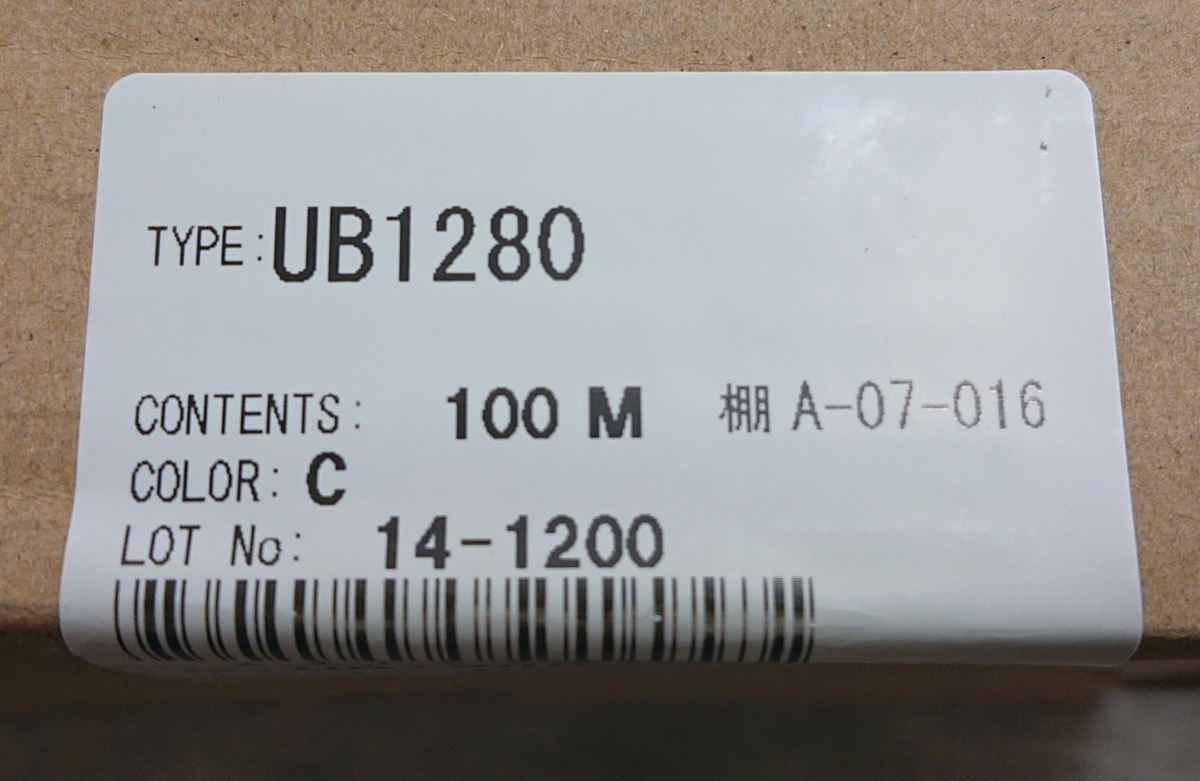 TYPE:UB1280
CONTENTS: 100 M 棚 A-07-016
COLOR: C
LOT No: 14-1200